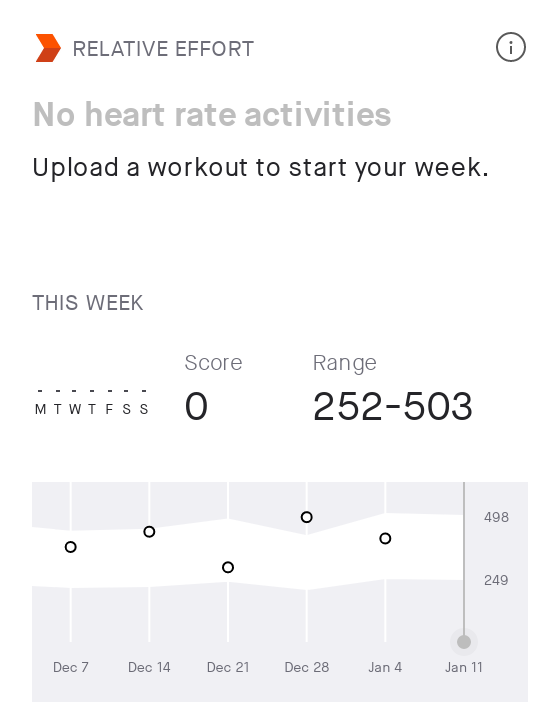 RELATIVE EFFORT
No heart rate activities
Upload a workout to start your week.
THIS WEEK
Score Range
- - - - - - -
M T W T F S S 0 252-503
498
249
Dec 7 Dec 14 Dec 21 Dec 28 Jan 4 Jan 11